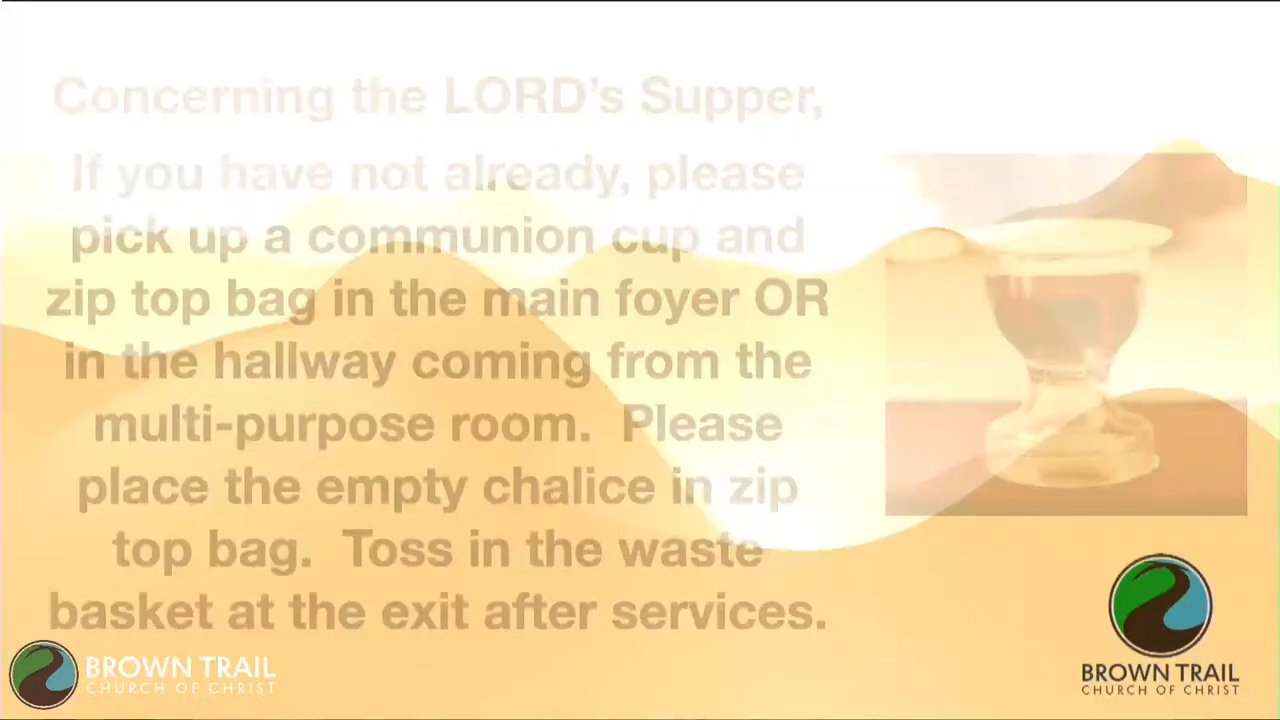 Concerning the LORD's Supper,
If you have not already, please
pick up a communion cup and
zip top bag in the main foyer OR
in the hallway coming from the
multi-purpose room.  Please
place the empty chalice in zip
top bag.  Toss in the waste
basket at the exit after services.
BROWN TRAIL
CHURCH OF CHRIST
BROWN TRAIL
CHURCH OF CHRIST